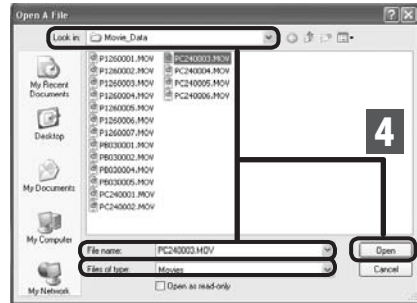 Open A File
Look in: Movie_Data
P1260001.MOV
P1260002.MOV
P1260003.MOV
P1260004.MOV
P1260005.MOV
P1260006.MOV
P1260007.MOV
PB030001.MOV
PB030002.MOV
PB030004.MOV
PB030005.MOV
PC240001.MOV
PC240002.MOV
PC240003.MOV
PC240004.MOV
PC240005.MOV
PC240006.MOV
My Recent
Documents
Desktop
My Documents
My Computer
My Network
4
File name: PC240003.MOV
Open
Files of type: Movies
Cancel
Open as read-only